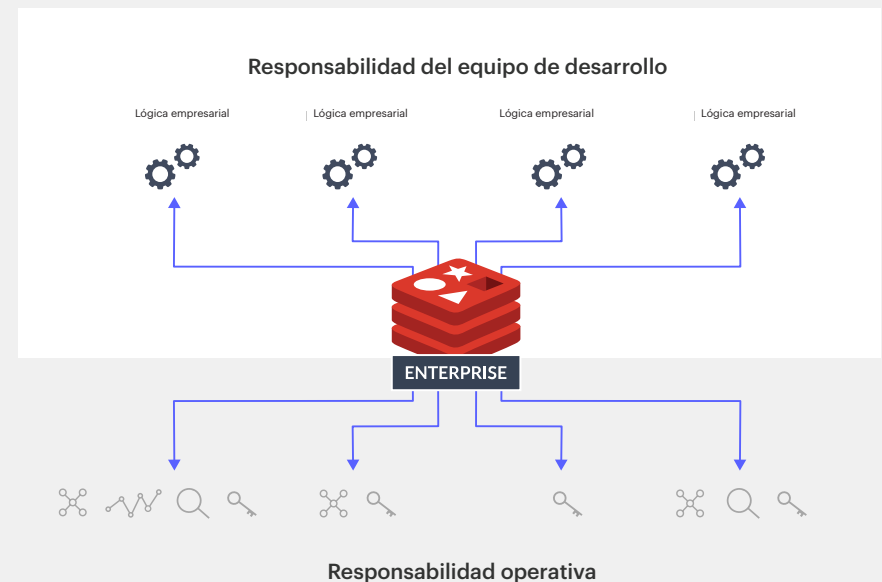 Responsabilidad del equipo de desarrollo
Lógica empresarial
Lógica empresarial
Lógica empresarial
Lógica empresarial
ENTERPRISE
Responsabilidad operativa